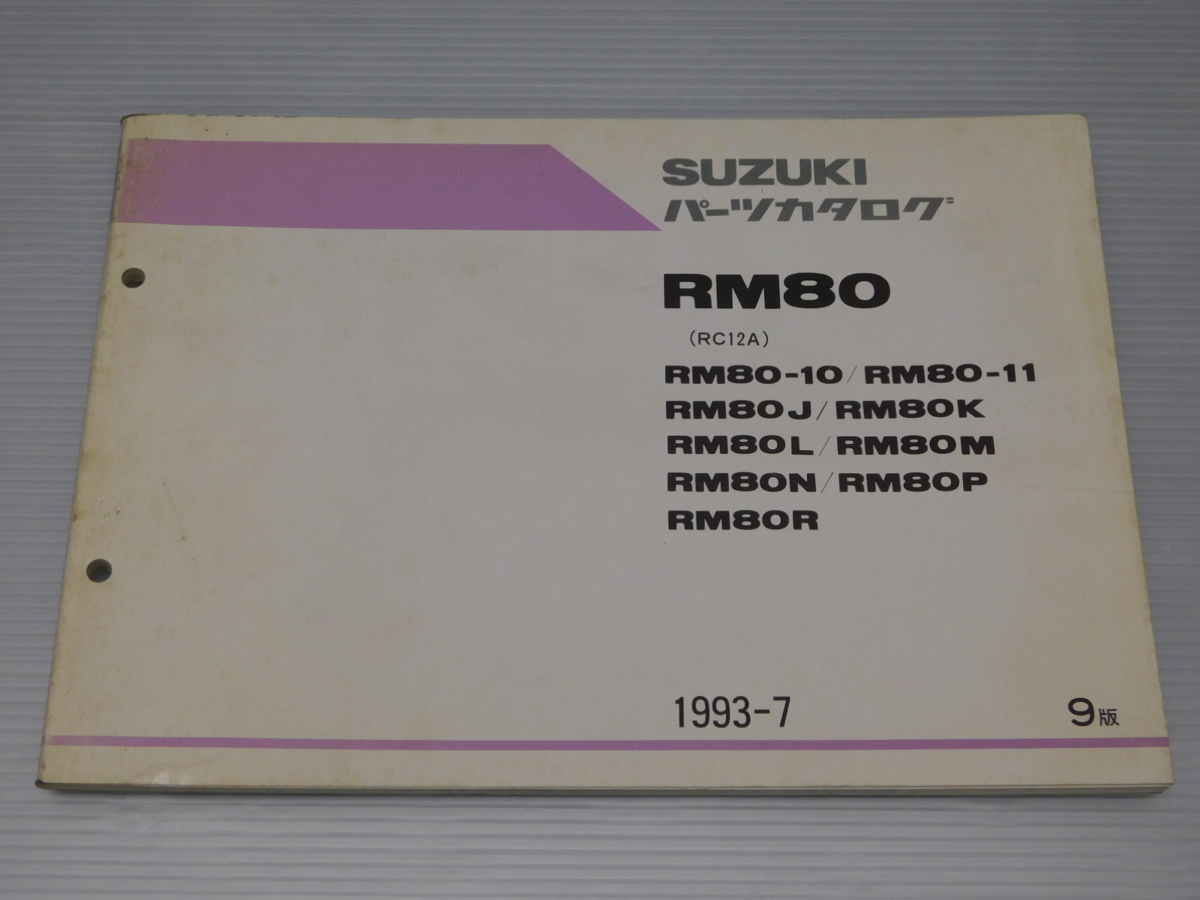 SUZUKI
パーツカタログ
RM80
(RC12A)
RM80-10/RM80-11
RM80J/RM80K
RM80L/RM80M
RM80N/RM80P
RM80R
1993-7
9版